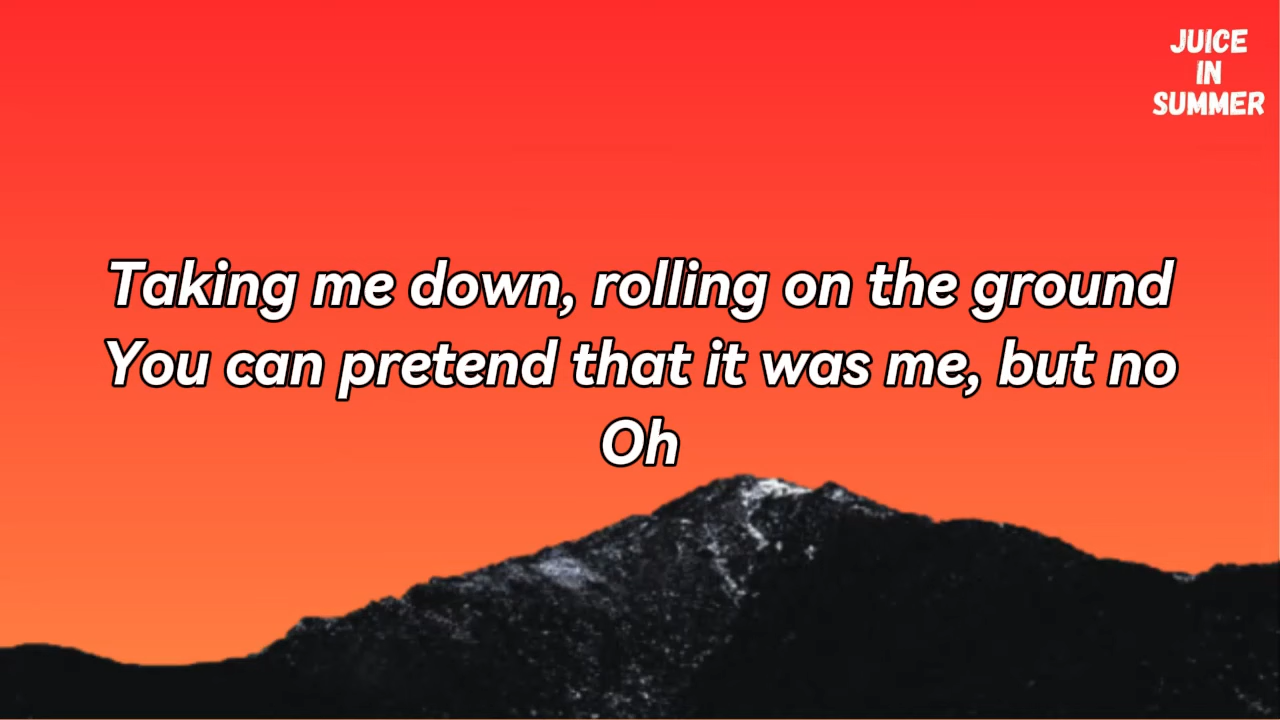 JUICE
IN
SUMMER
Taking me down, rolling on the ground
You can pretend that it was me, but no
Oh